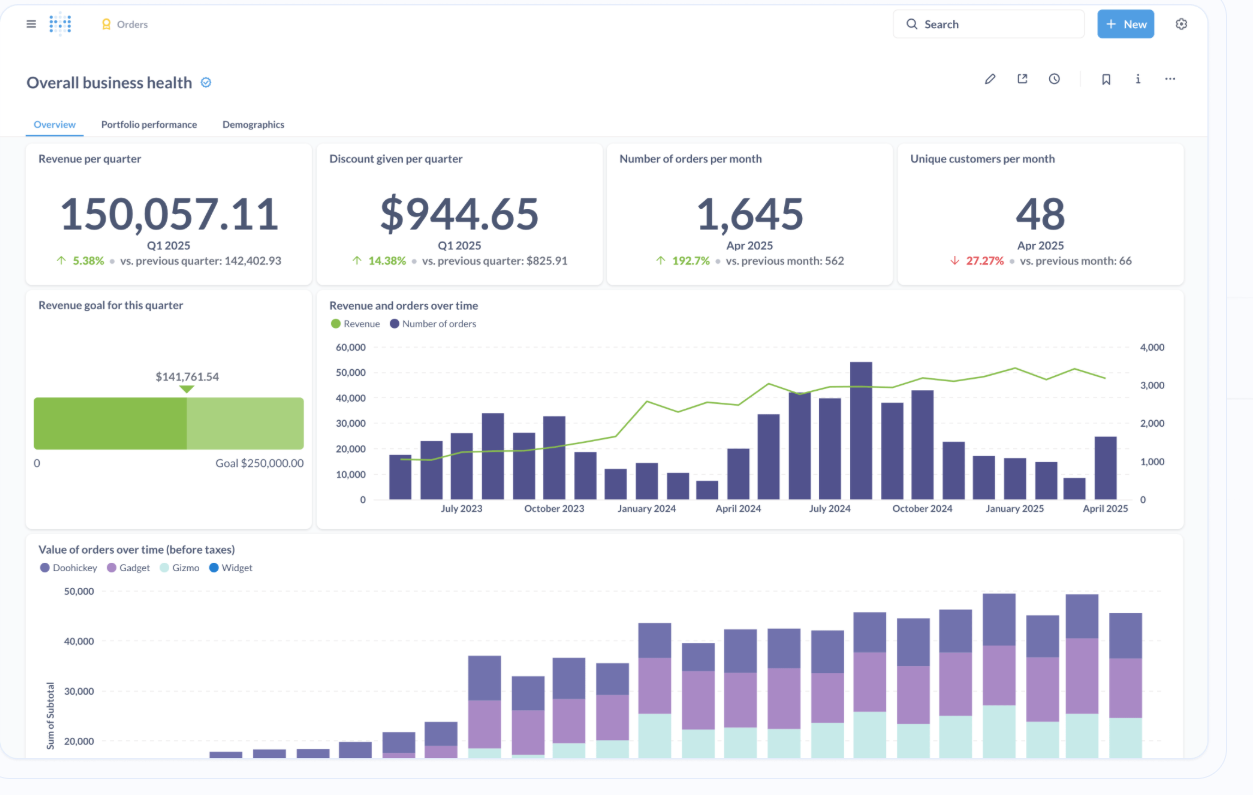 Orders
Search
+ New
Overall business health
Overview
Portfolio performance
Demographics
Revenue per quarter
150,057.11
Q1 2025
↑ 5.38% • vs. previous quarter: 142,402.93
Discount given per quarter
$944.65
Q1 2025
↑ 14.38% • vs. previous quarter: $825.91
Number of orders per month
1,645
Apr 2025
↑ 192.7% • vs. previous month: 562
Unique customers per month
48
Apr 2025
↓ 27.27% • vs. previous month: 66
Revenue goal for this quarter
$141,761.54
0
Goal $250,000.00
Revenue and orders over time
Revenue
Number of orders
60,000
50,000
40,000
30,000
20,000
10,000
0
4,000
3,000
2,000
1,000
0
July 2023
October 2023
January 2024
April 2024
July 2024
October 2024
January 2025
April 2025
Value of orders over time (before taxes)
Doohickey
Gadget
Gizmo
Widget
50,000
40,000
30,000
20,000
Sum of Subtotal